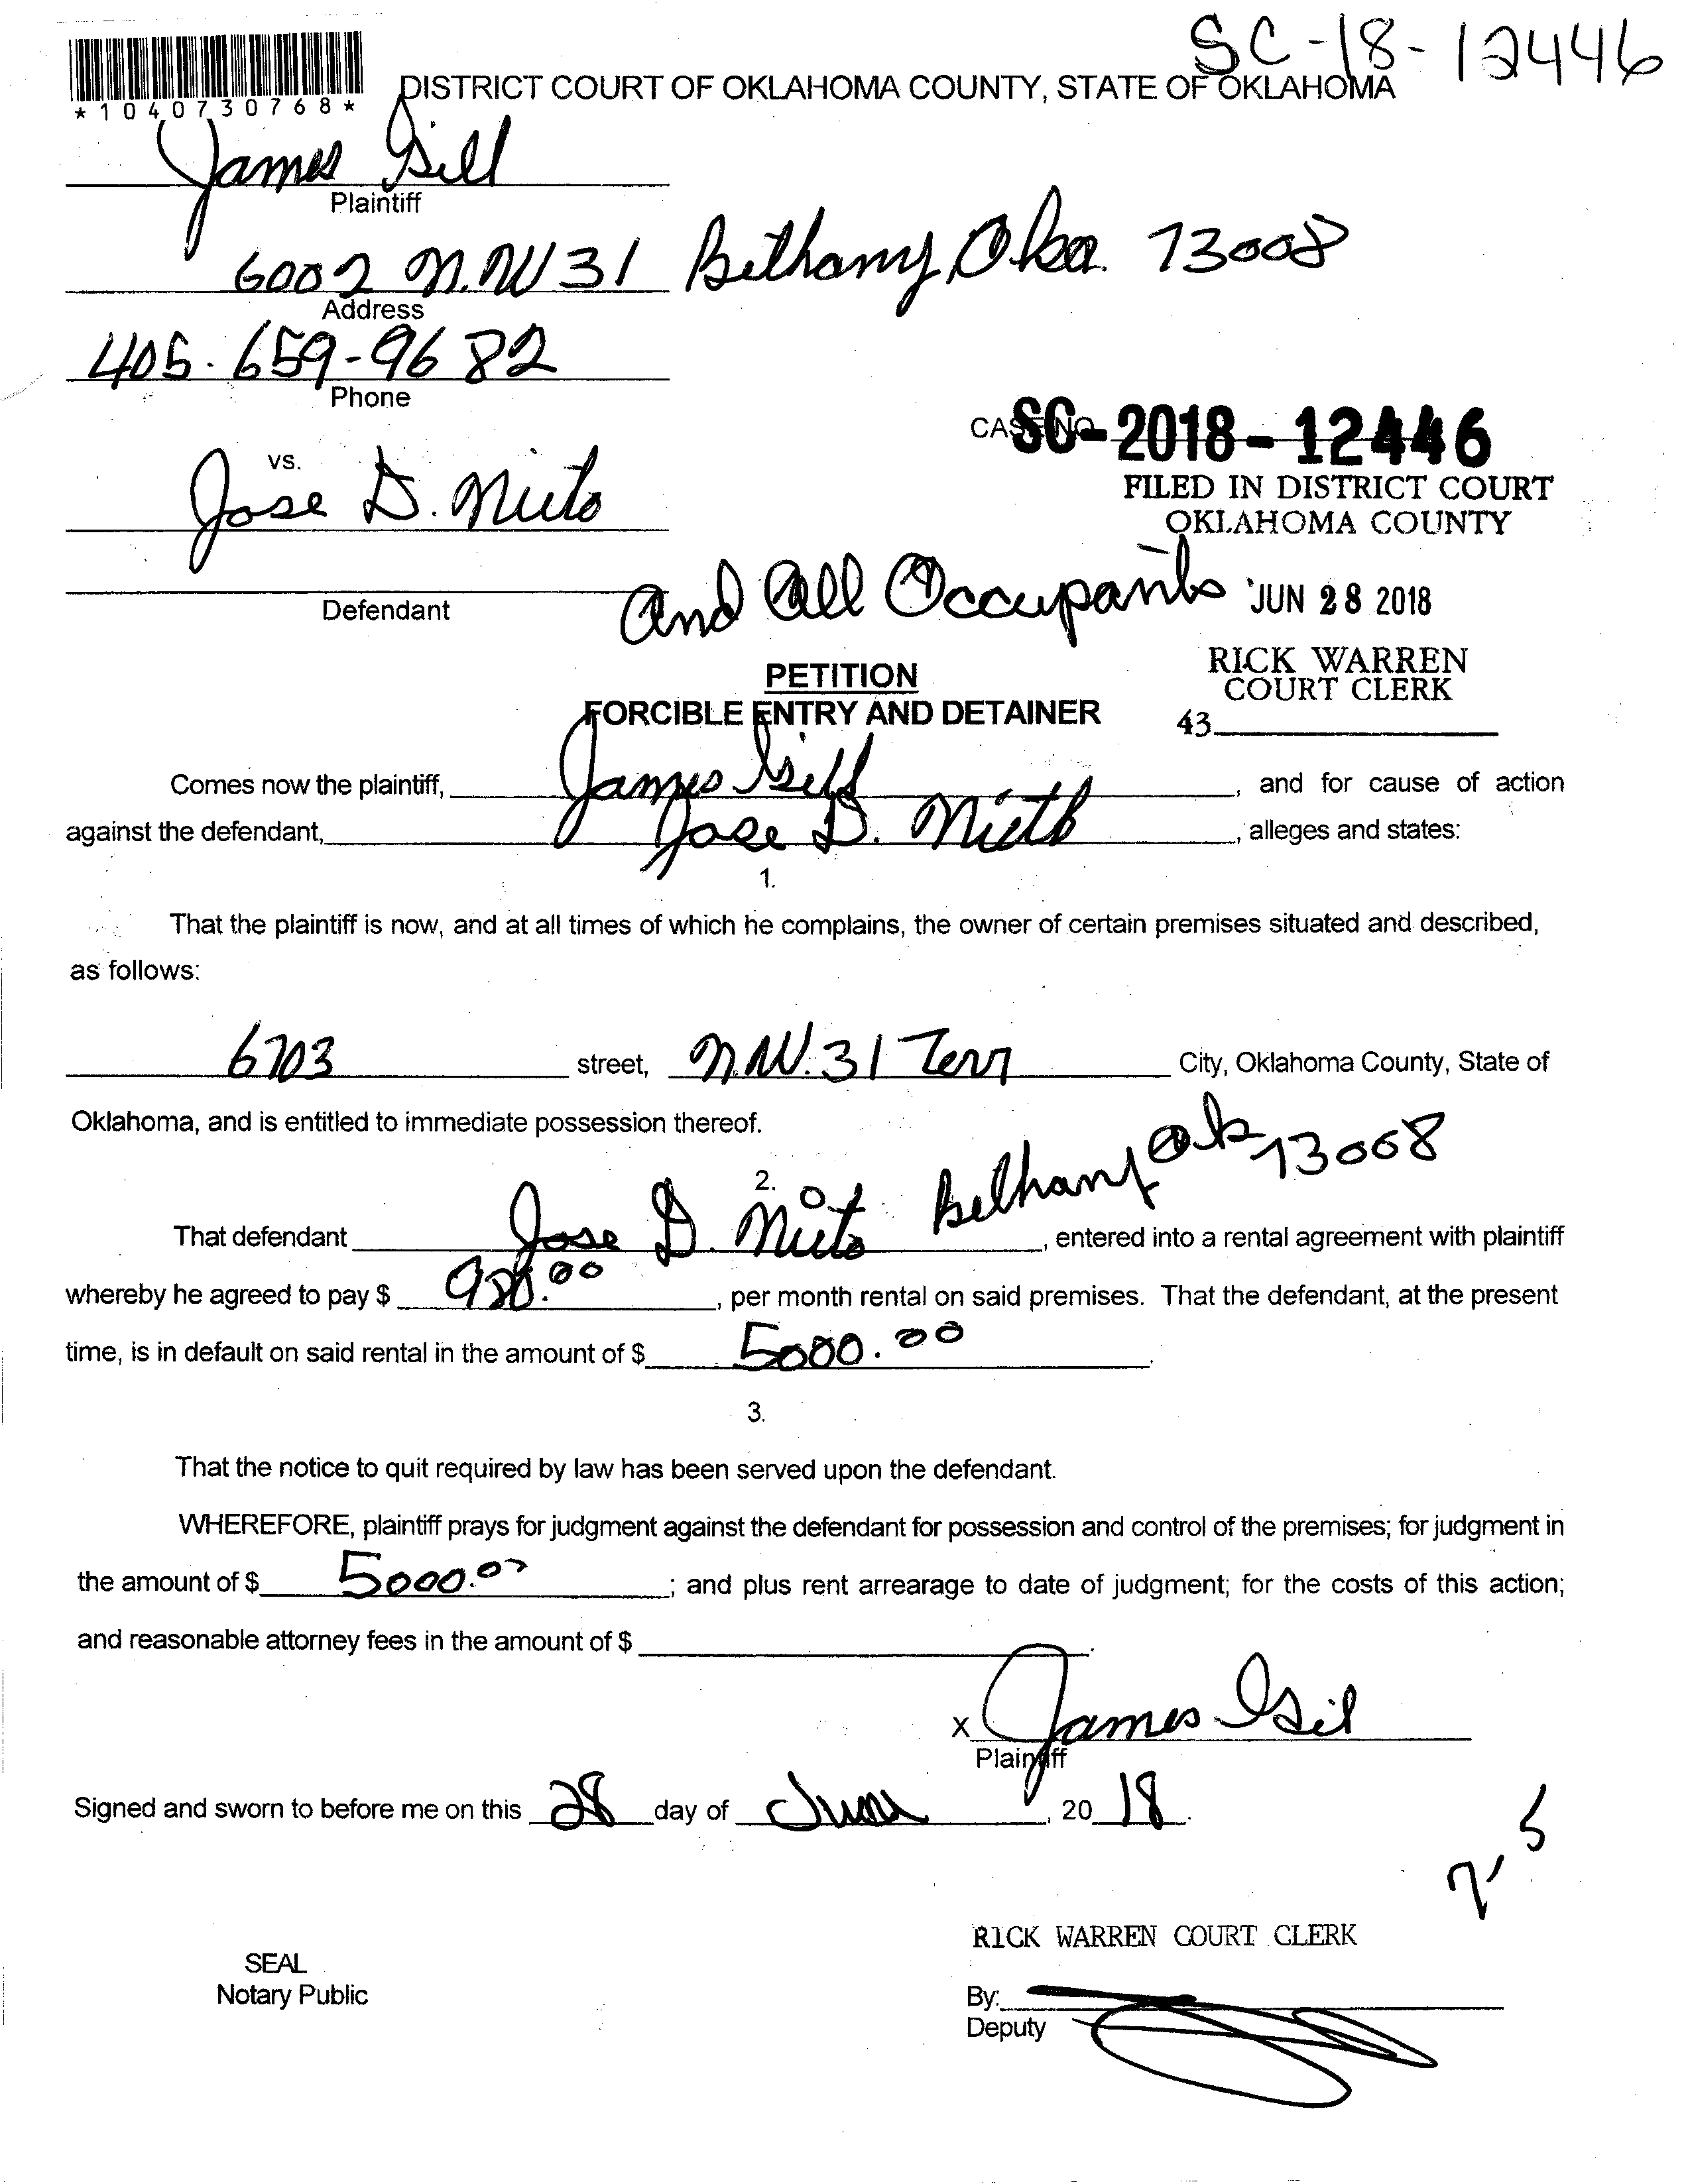 SC-18-12446
*1040730768*
DISTRICT COURT OF OKLAHOMA COUNTY, STATE OF OKLAHOMA
James Gill
Plaintiff
6002 N.W 31 Bethany, Oka. 73008
Address
405. 659-9682
Phone
CASE NO. SC-2018-12446
FILED IN DISTRICT COURT
OKLAHOMA COUNTY
vs.
Jose D. Nieto
And All Occupants
JUN 28 2018
Defendant
RICK WARREN
COURT CLERK
43
PETITION
FORCIBLE ENTRY AND DETAINER
Comes now the plaintiff, James Gill, and for cause of action
against the defendant, Jose D. Nieto, alleges and states:
1.
That the plaintiff is now, and at all times of which he complains, the owner of certain premises situated and described,
as follows:
6703 street, N.W. 31 Terr City, Oklahoma County, State of
Oklahoma, and is entitled to immediate possession thereof.
Bethany Ok 73008
2.
That defendant Jose D. Nieto, entered into a rental agreement with plaintiff
whereby he agreed to pay $ .00, per month rental on said premises. That the defendant, at the present
time, is in default on said rental in the amount of $ 5000.00.
3.
That the notice to quit required by law has been served upon the defendant.
WHEREFORE, plaintiff prays for judgment against the defendant for possession and control of the premises; for judgment in
the amount of $ 5000.00; and plus rent arrearage to date of judgment; for the costs of this action;
and reasonable attorney fees in the amount of $ .
X James Gill
Plaintiff
Signed and sworn to before me on this 28 day of June, 2018.
RICK WARREN COURT CLERK
SEAL
Notary Public
By:
Deputy